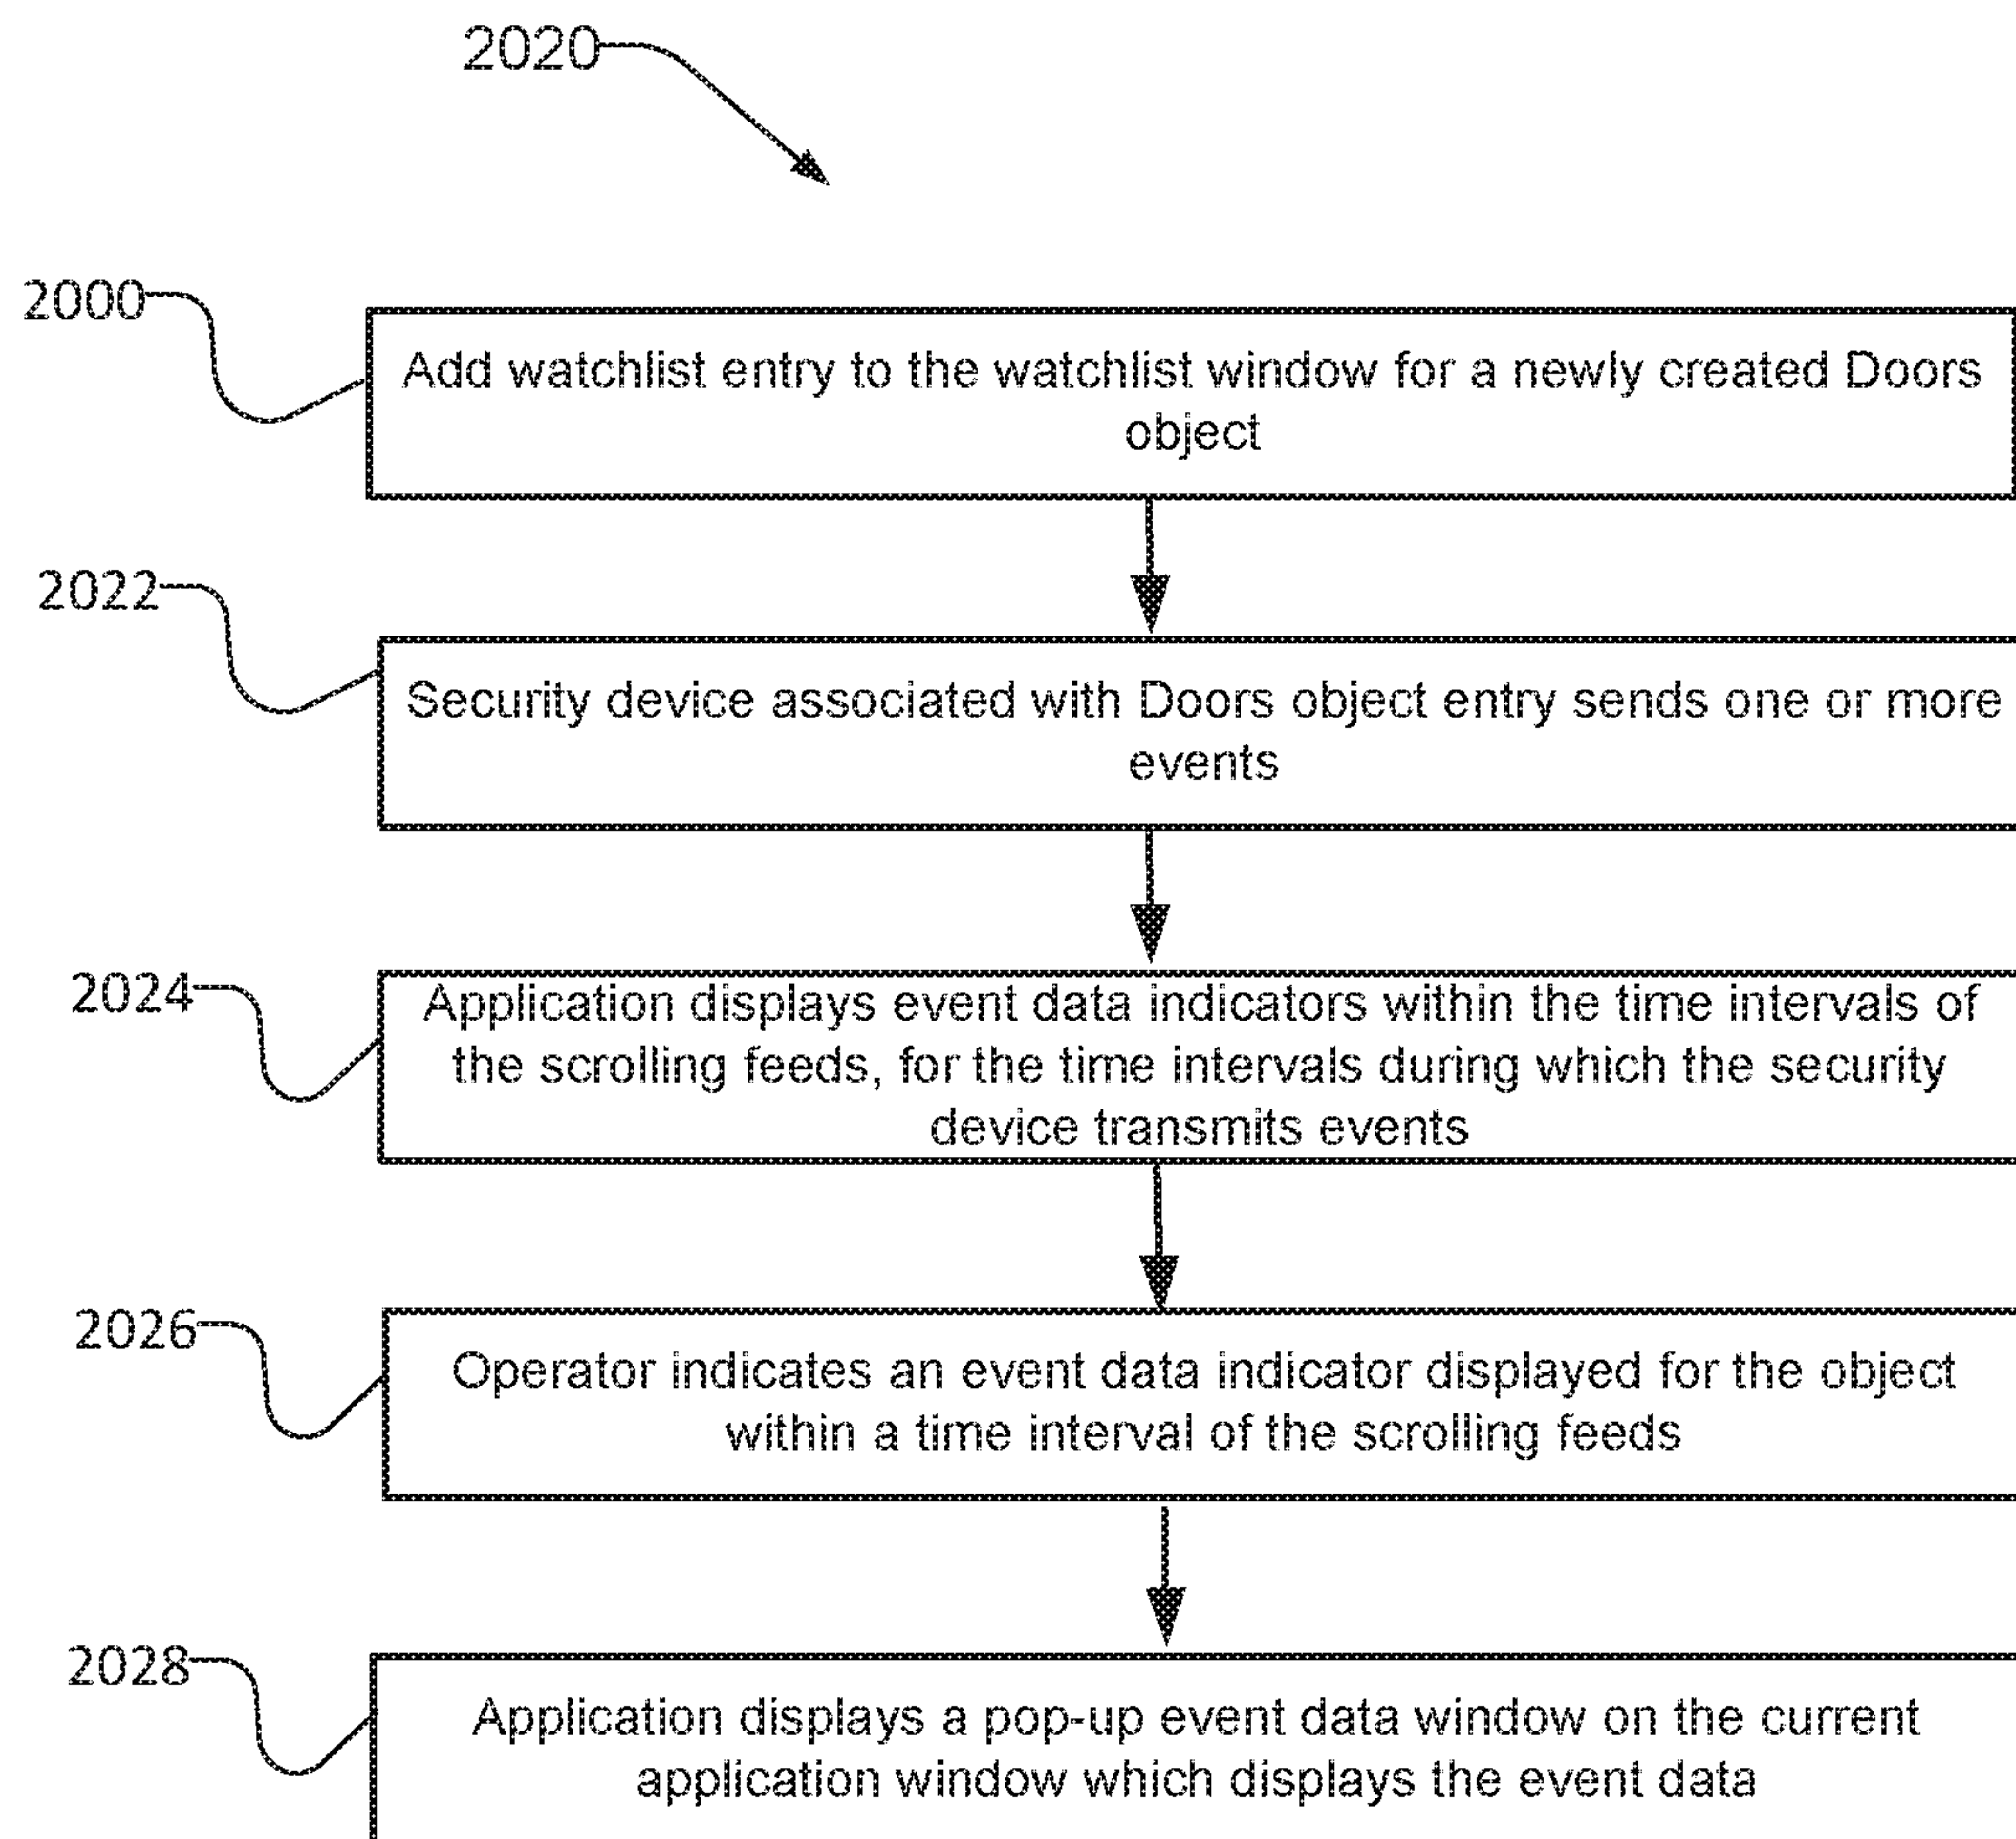 2020
2000
Add watchlist entry to the watchlist window for a newly created Doors
object
2022
Security device associated with Doors object entry sends one or more
events
2024
Application displays event data indicators within the time intervals of
the scrolling feeds, for the time intervals during which the security
device transmits events
2026
Operator indicates an event data indicator displayed for the object
within a time interval of the scrolling feeds
2028
Application displays a pop-up event data window on the current
application window which displays the event data